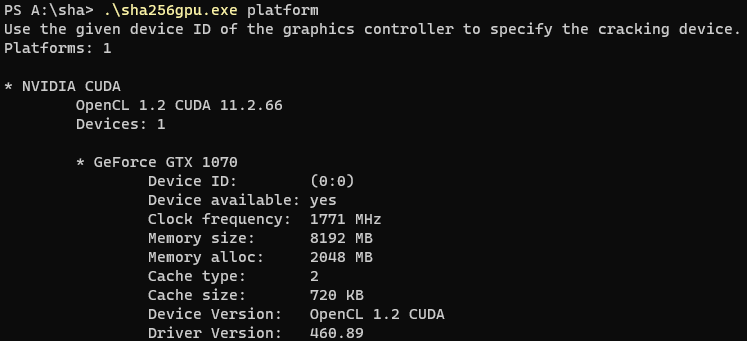 PS A:\sha> .\sha256gpu.exe platform
Use the given device ID of the graphics controller to specify the cracking device.
Platforms: 1
* NVIDIA CUDA
OpenCL 1.2 CUDA 11.2.66
Devices: 1
* GeForce GTX 1070
Device ID: (0:0)
Device available: yes
Clock frequency: 1771 MHz
Memory size: 8192 MB
Memory alloc: 2048 MB
Cache type: 2
Cache size: 720 KB
Device Version: OpenCL 1.2 CUDA
Driver Version: 460.89